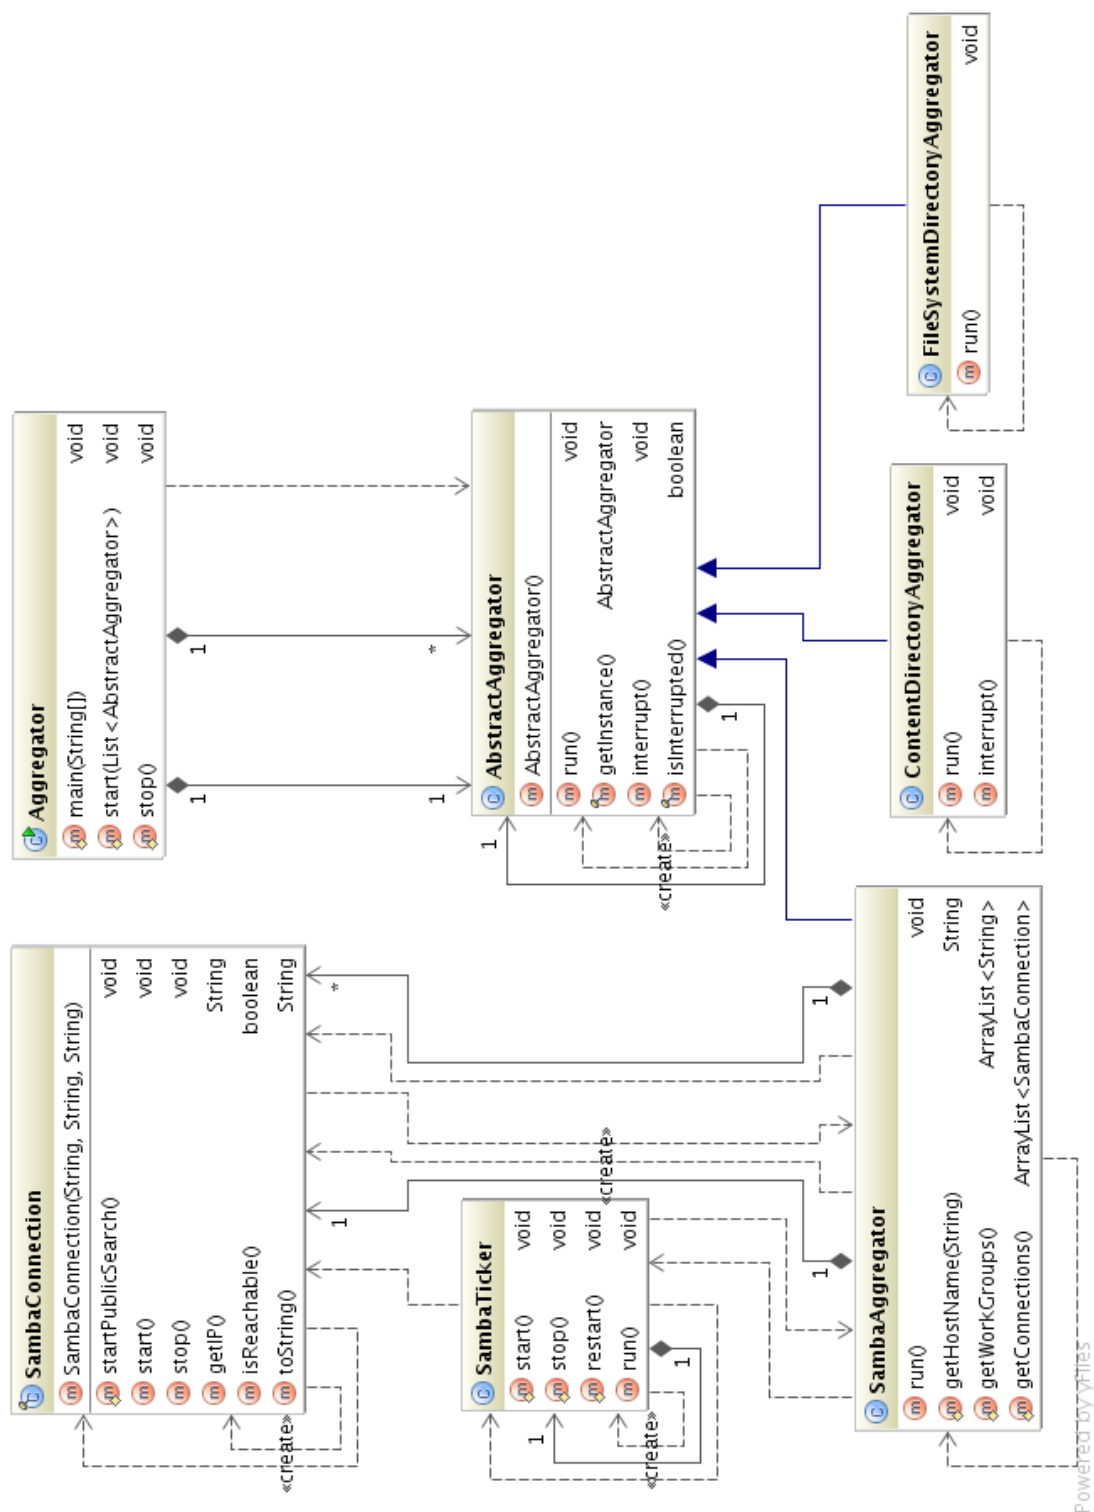 SambaConnection
SambaConnection(String, String, String)
startPublicSearch() void
start() void
stop() void
getIP() String
isReachable() boolean
toString() String
«create»
1
*
Aggregator
main(String[]) void
start(List<AbstractAggregator>) void
stop() void
1
1
1
*
SambaTicker
start() void
stop() void
restart() void
run() void
1
1
«create»
«create»
AbstractAggregator
AbstractAggregator()
run() void
getInstance() AbstractAggregator
interrupt() void
isInterrupted() boolean
1
1
«create»
SambaAggregator
run() void
getHostName(String) String
getWorkGroups() ArrayList<String>
getConnections() ArrayList<SambaConnection>
1
1
ContentDirectoryAggregator
run() void
interrupt() void
FileSystemDirectoryAggregator
run() void
Powered by yFiles